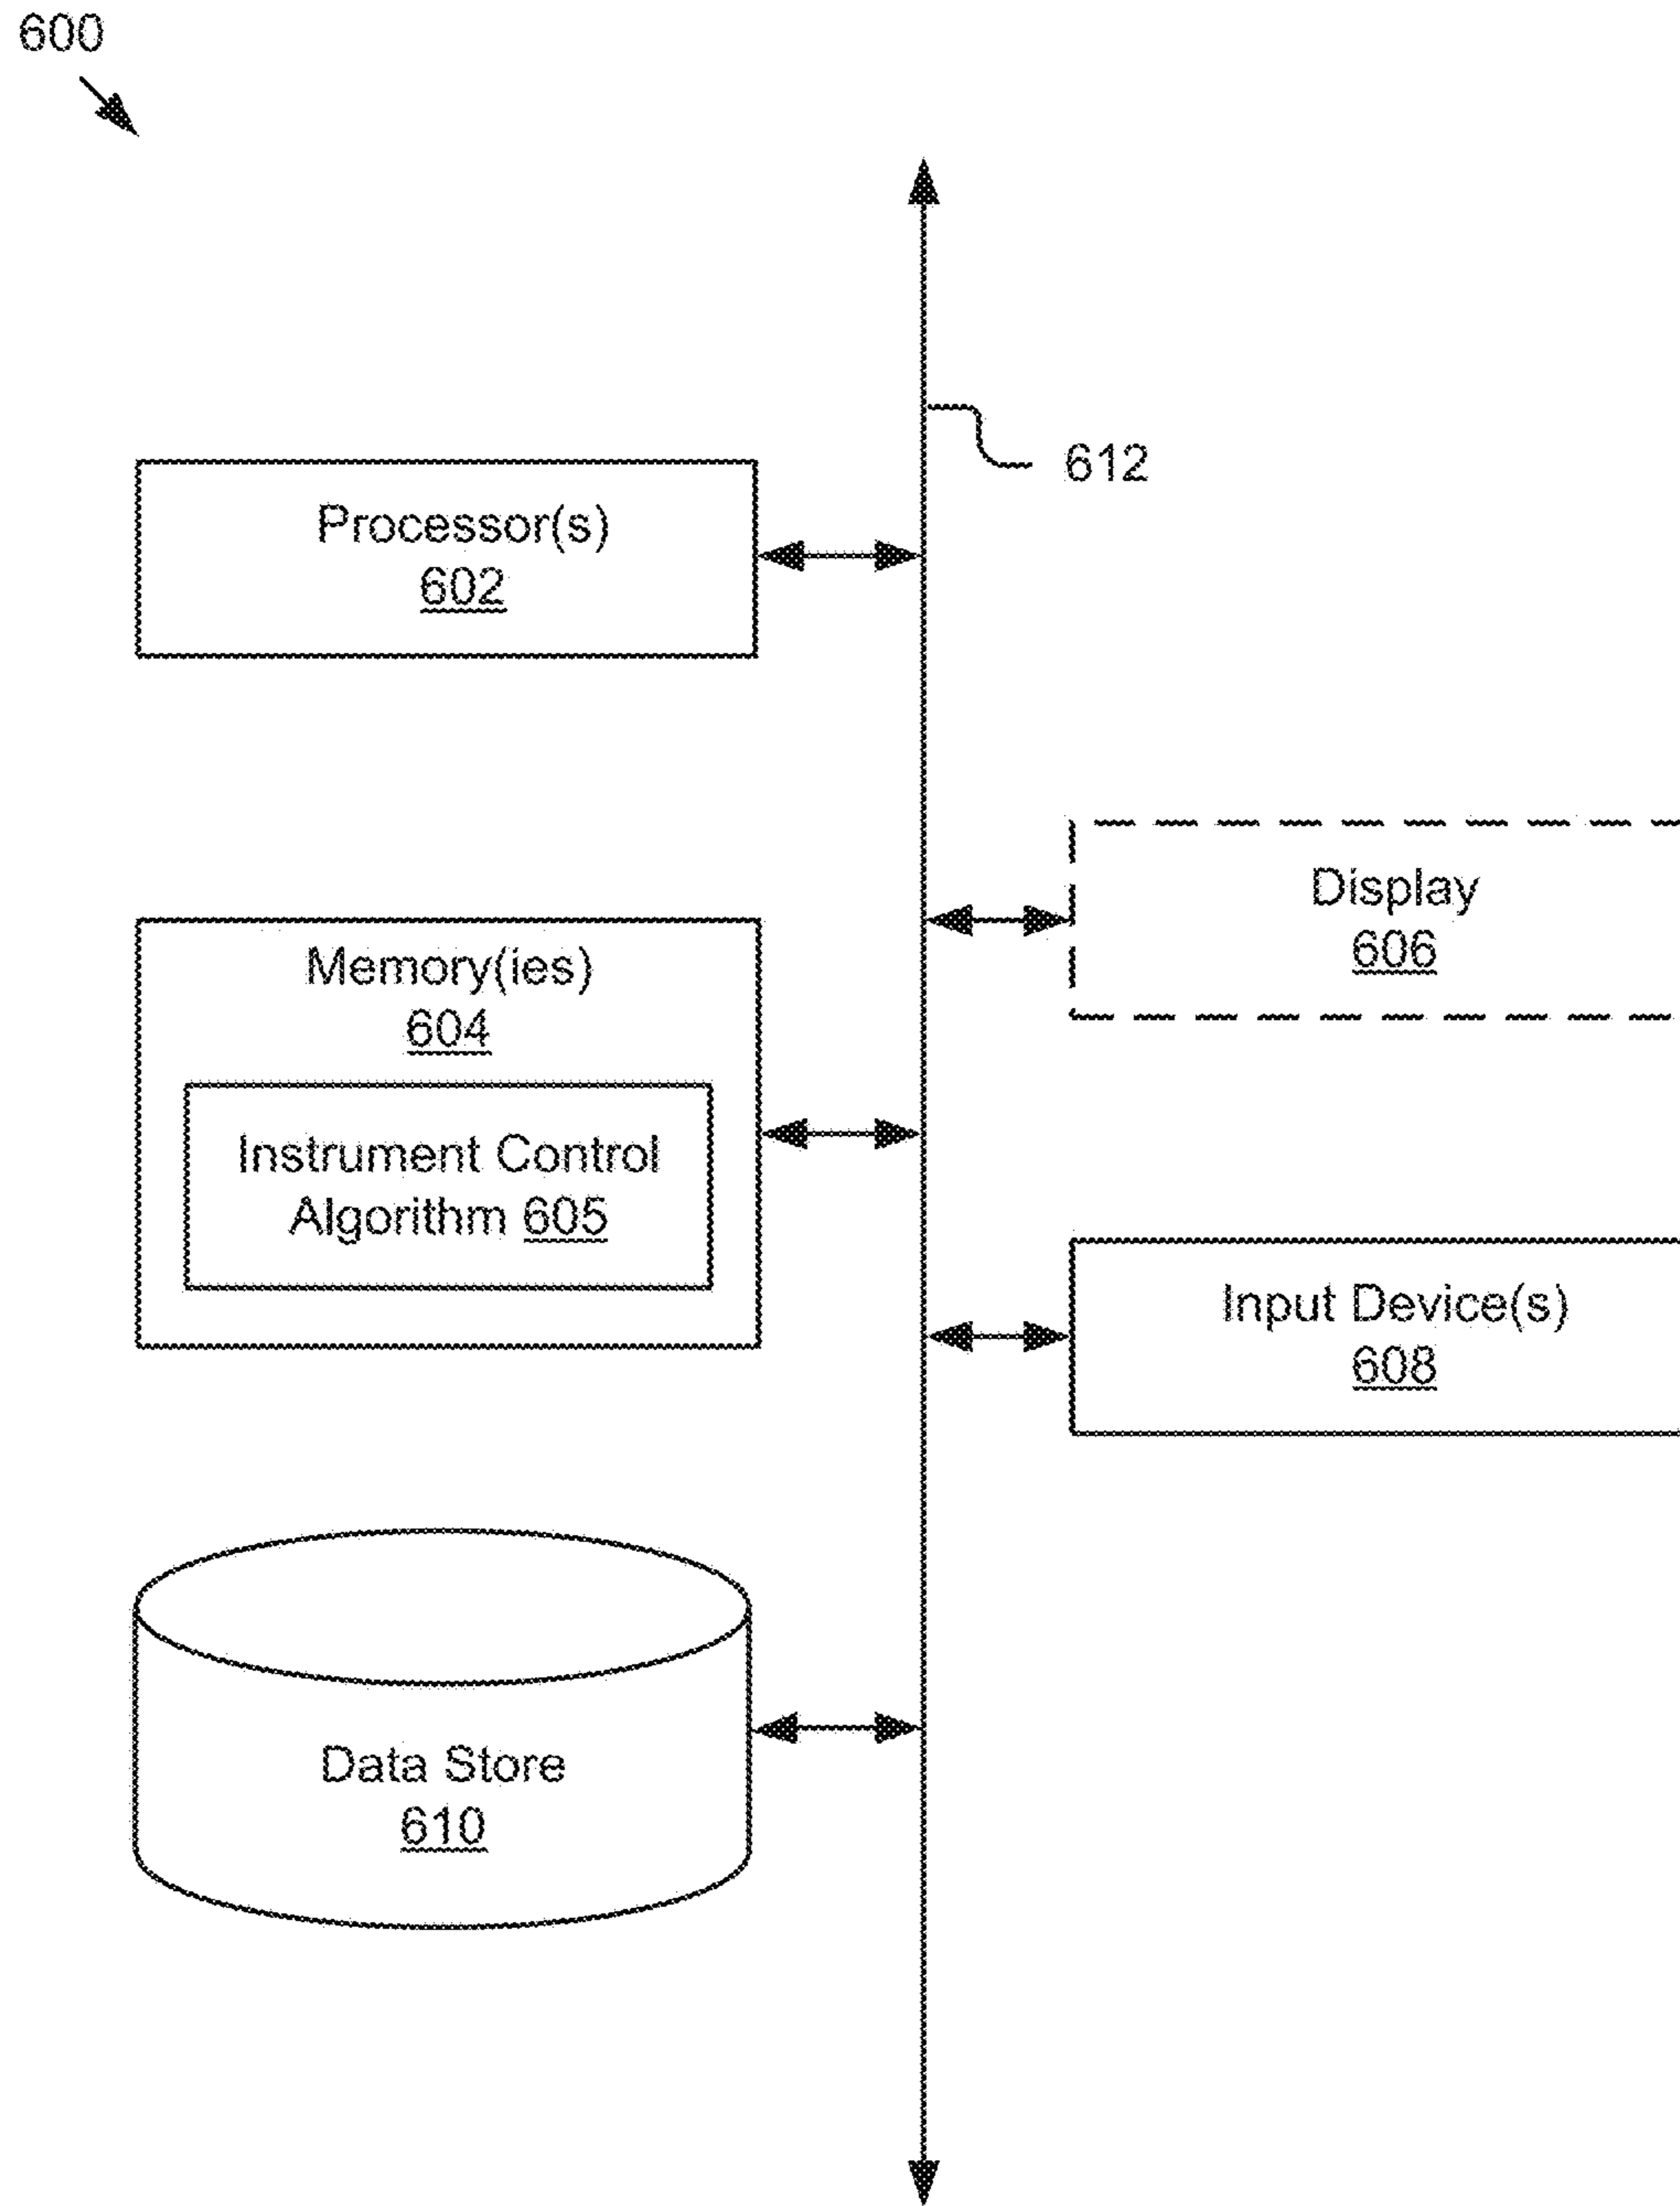 600
612
Processor(s)
602
Display
606
Memory(ies)
604
Instrument Control
Algorithm 605
Input Device(s)
608
Data Store
610